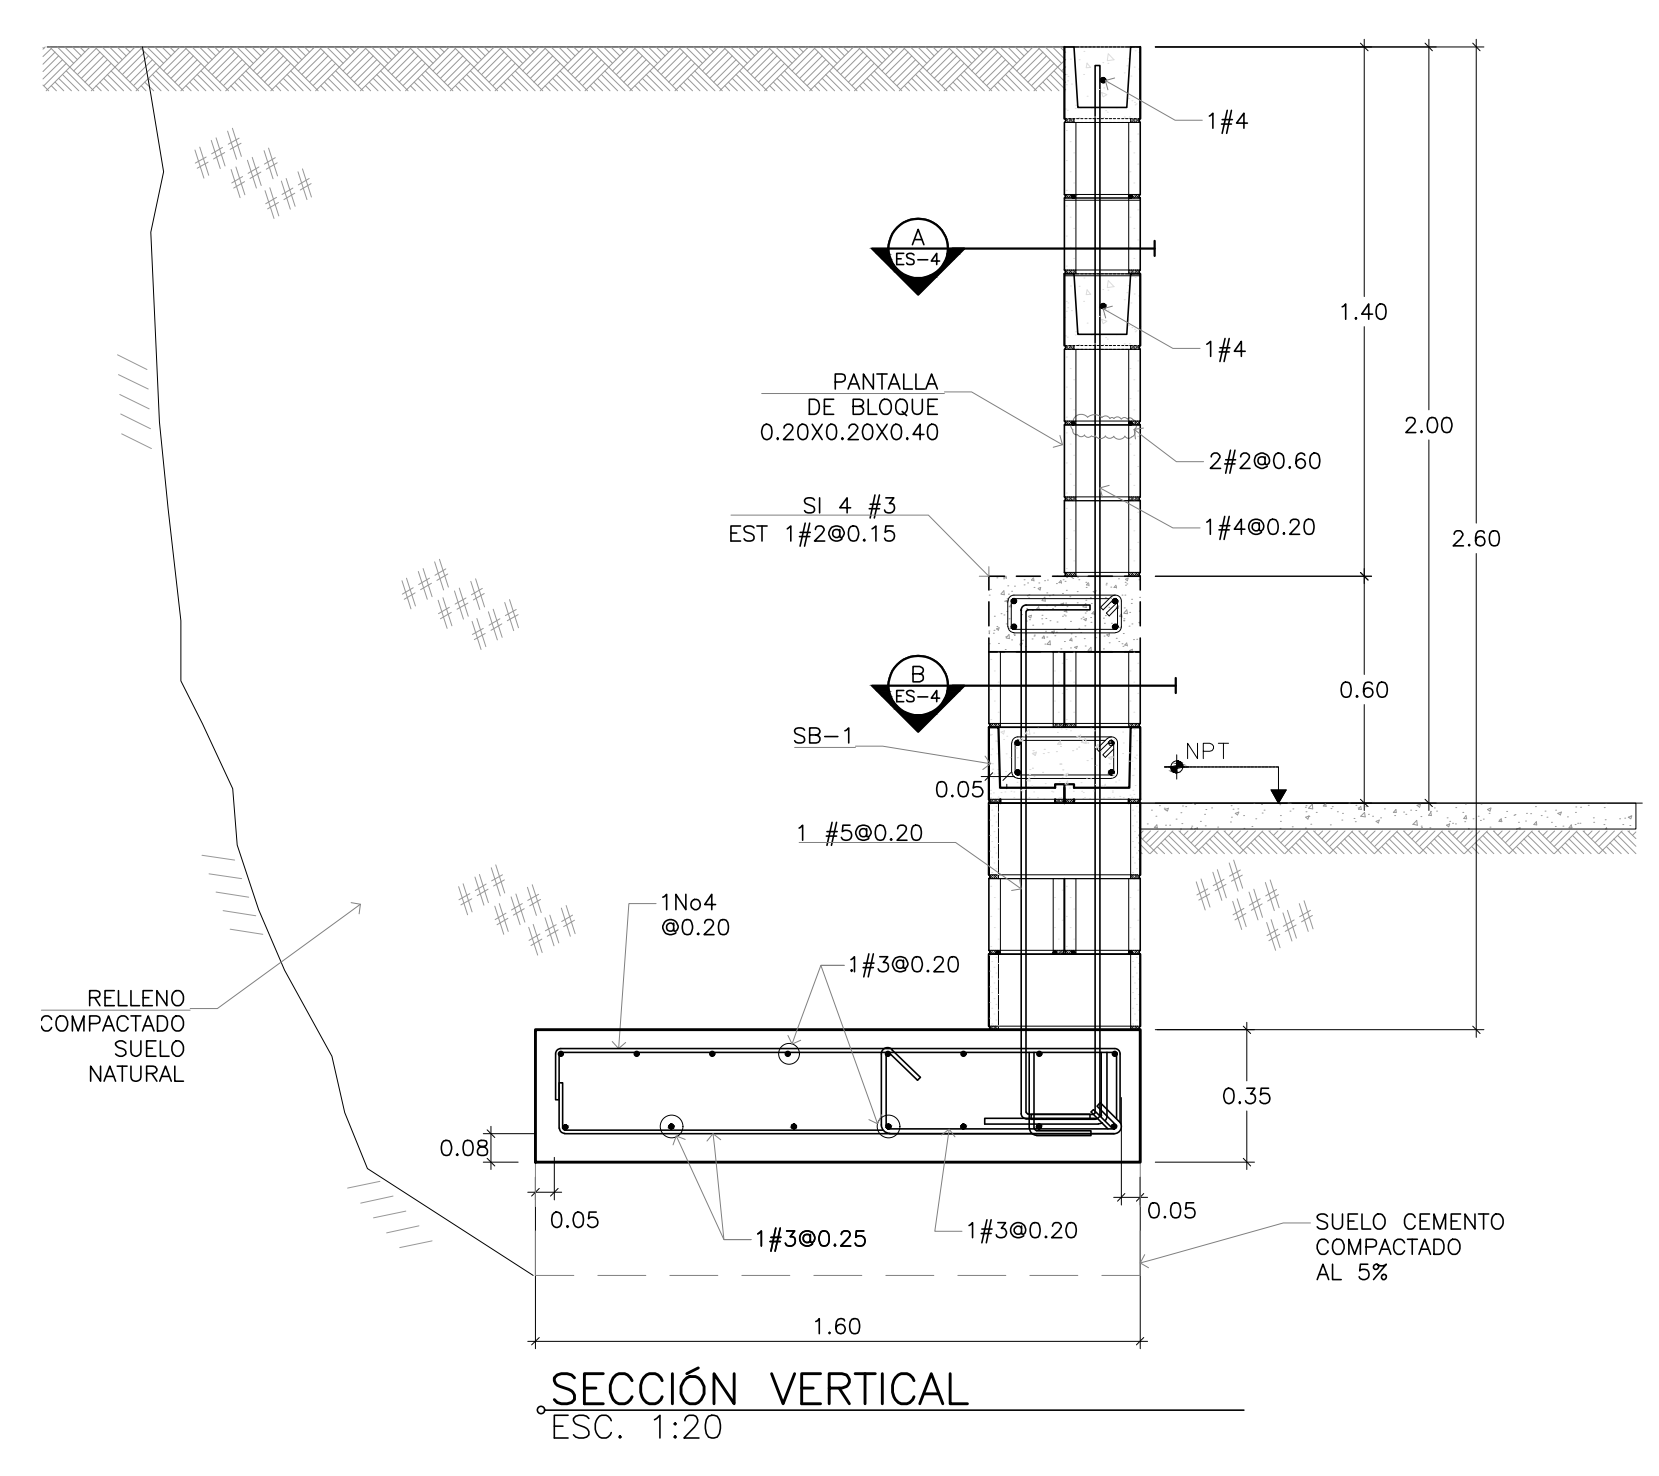 1#4
A
ES-4
1.40
1#4
PANTALLA
DE BLOQUE
0.20X0.20X0.40
2.00
2#2@0.60
SI 4 #3
EST 1#2@0.15
1#4@0.20
2.60
B
ES-4
0.60
SB-1
NPT
0.05
1 #5@0.20
1No4
@0.20
1#3@0.20
RELLENO
COMPACTADO
SUELO
NATURAL
0.35
0.08
0.05
0.05
1#3@0.25
1#3@0.20
SUELO CEMENTO
COMPACTADO
AL 5%
1.60
SECCIÓN VERTICAL
ESC. 1:20